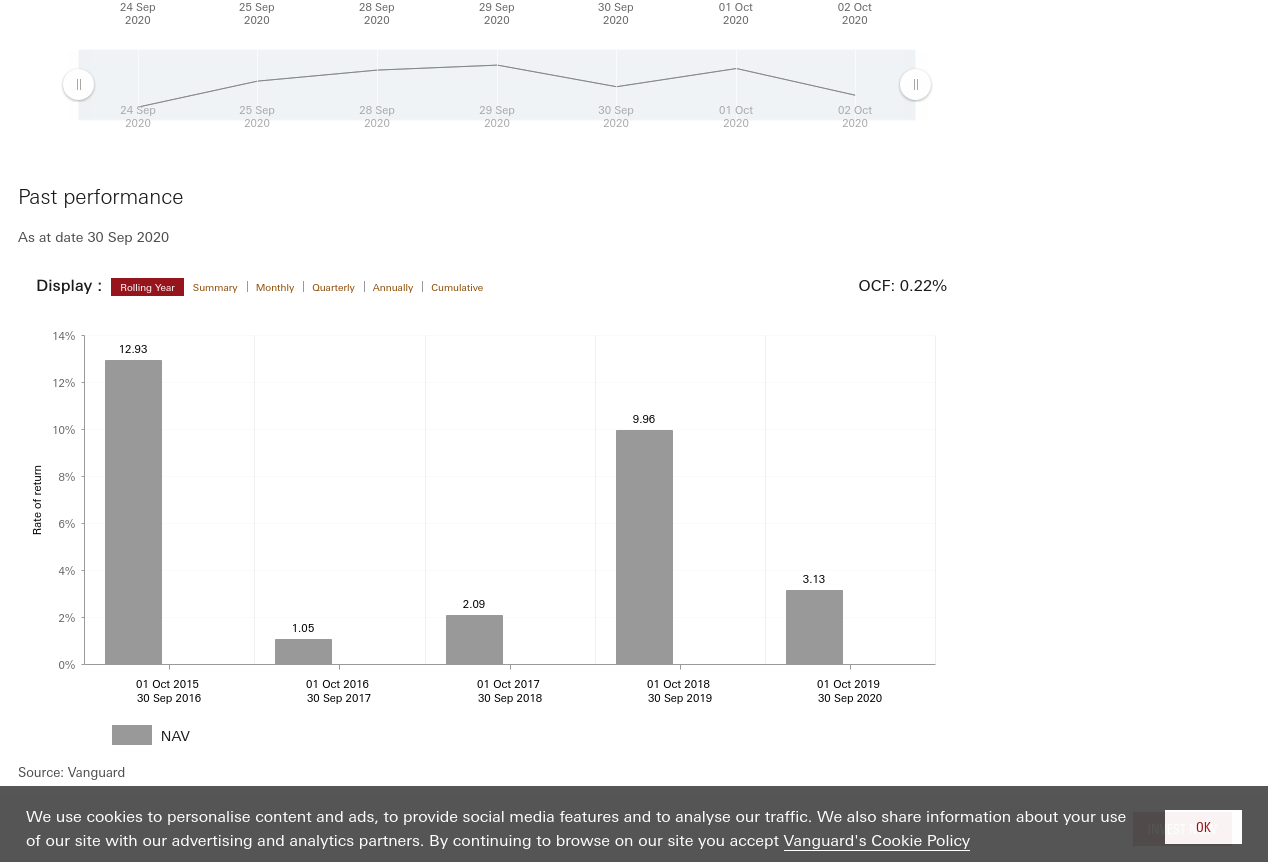 24 Sep 25 Sep 28 Sep 29 Sep 30 Sep 01 Oct 02 Oct
2020 2020 2020 2020 2020 2020 2020
24 Sep 25 Sep 28 Sep 29 Sep 30 Sep 01 Oct 02 Oct
2020 2020 2020 2020 2020 2020 2020
Past performance
As at date 30 Sep 2020
Display : Rolling Year Summary Monthly Quarterly Annually Cumulative OCF: 0.22%
14%
12.93
12%
10%
9.96
8%
Rate of return
6%
4%
3.13
2.09
2%
1.05
0%
01 Oct 2015 01 Oct 2016 01 Oct 2017 01 Oct 2018 01 Oct 2019
30 Sep 2016 30 Sep 2017 30 Sep 2018 30 Sep 2019 30 Sep 2020
NAV
Source: Vanguard
We use cookies to personalise content and ads, to provide social media features and to analyse our traffic. We also share information about your use
of our site with our advertising and analytics partners. By continuing to browse on our site you accept Vanguard's Cookie Policy
OK